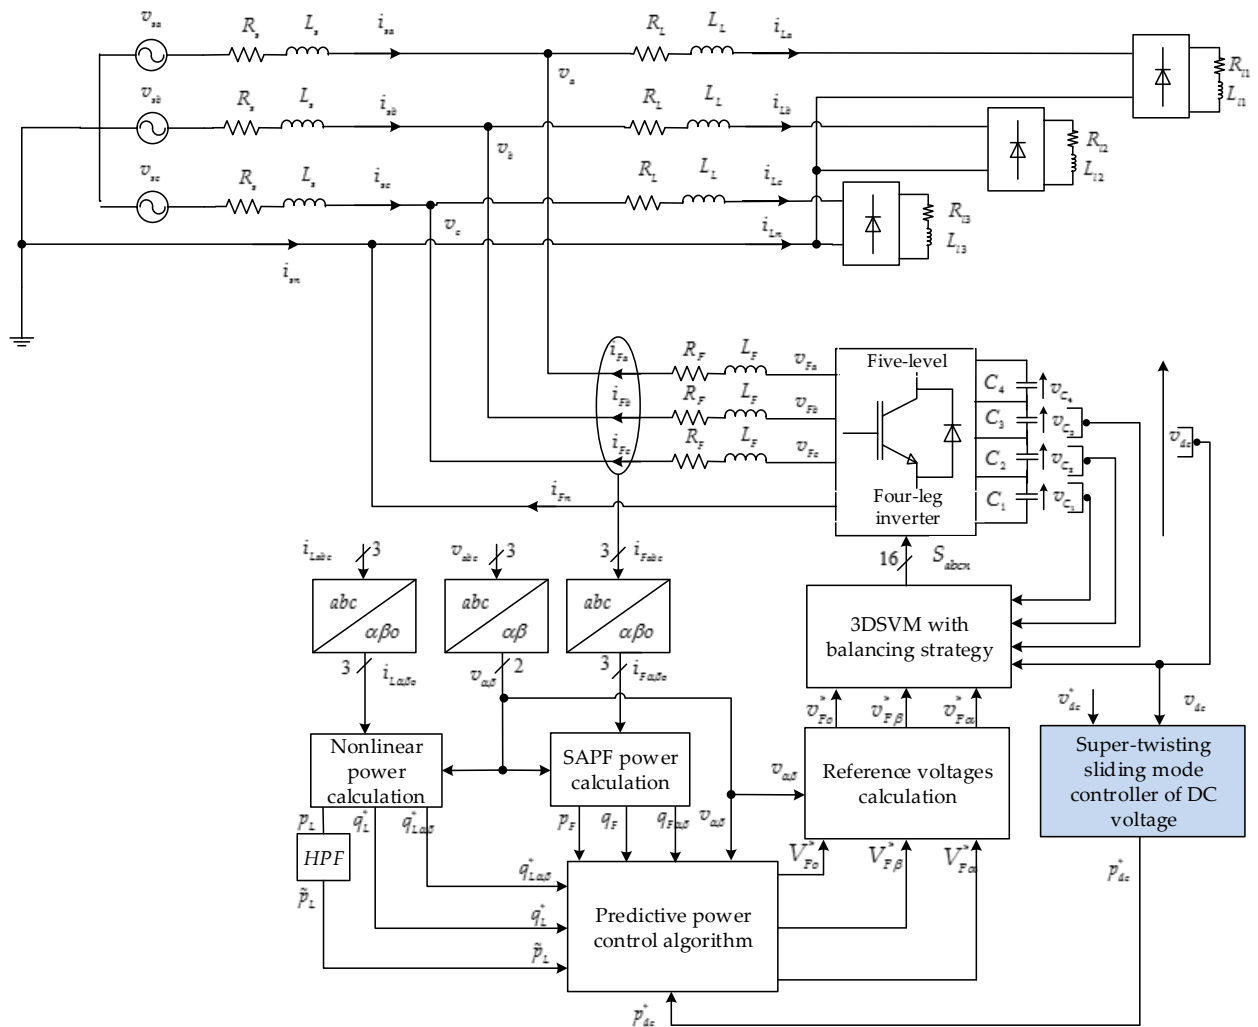 v_sa
R_s
L_s
i_sa
v_a
R_L
L_L
i_La
R_l1
L_l1
v_sb
R_s
L_s
i_sb
v_b
R_L
L_L
i_Lb
R_l2
L_l2
v_sc
R_s
L_s
i_sc
v_c
R_L
L_L
i_Lc
R_l3
L_l3
i_sn
i_Ln
i_Fa
R_F
L_F
v_Fa
i_Fb
R_F
L_F
v_Fb
i_Fc
R_F
L_F
v_Fc
i_Fn
Five-level
Four-leg
inverter
C_4
C_3
C_2
C_1
v_C4
v_C3
v_C2
v_C1
v_dc
i_Labc
3
v_abc
3
3
i_Fabc
16
S_abcn
abc
αβo
abc
αβ
abc
αβo
3DSVM with
balancing strategy
3
i_Lαβo
v_αβ
2
3
i_Fαβo
v*_Fo
v*_Fβ
v*_Fα
v*_dc
v_dc
Nonlinear
power
calculation
SAPF power
calculation
v_αβ
Reference voltages
calculation
Super-twisting
sliding mode
controller of DC
voltage
p_L
q*_L
q*_Lαβ
p_F
q_F
q_Fαβ
v_αβ
HPF
V*_Fo
V*_Fβ
V*_Fα
p*_dc
p̃_L
q*_Lαβ
q*_L
p̃_L
Predictive power
control algorithm
p*_dc